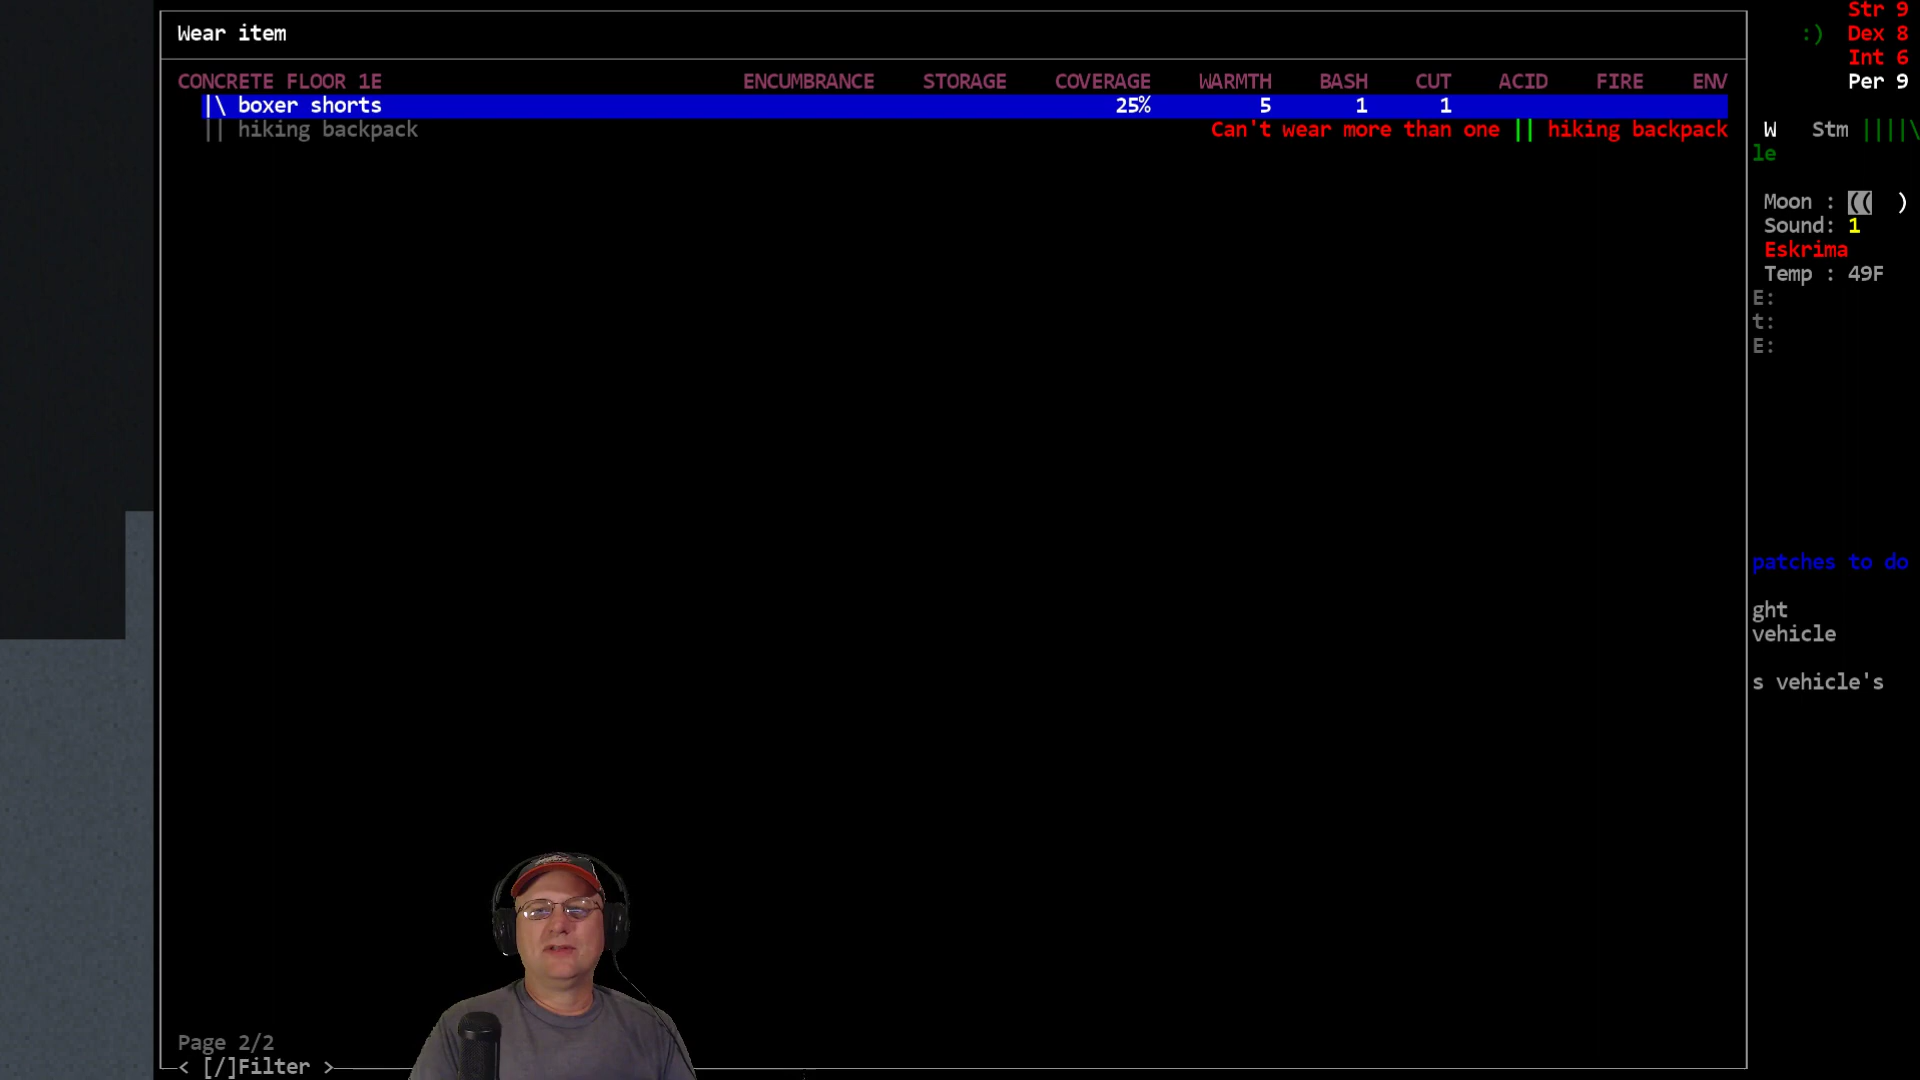 Wear item
CONCRETE FLOOR 1E ENCUMBRANCE STORAGE COVERAGE WARMTH BASH CUT ACID FIRE ENV
|\ boxer shorts 25% 5 1 1
|| hiking backpack Can't wear more than one || hiking backpack
Page 2/2
< [/]Filter >
Str 9
:) Dex 8
Int 6
Per 9
W Stm ||||\
le
Moon : (( )
Sound: 1
Eskrima
Temp : 49F
E:
t:
E:
patches to do
ght
vehicle
s vehicle's